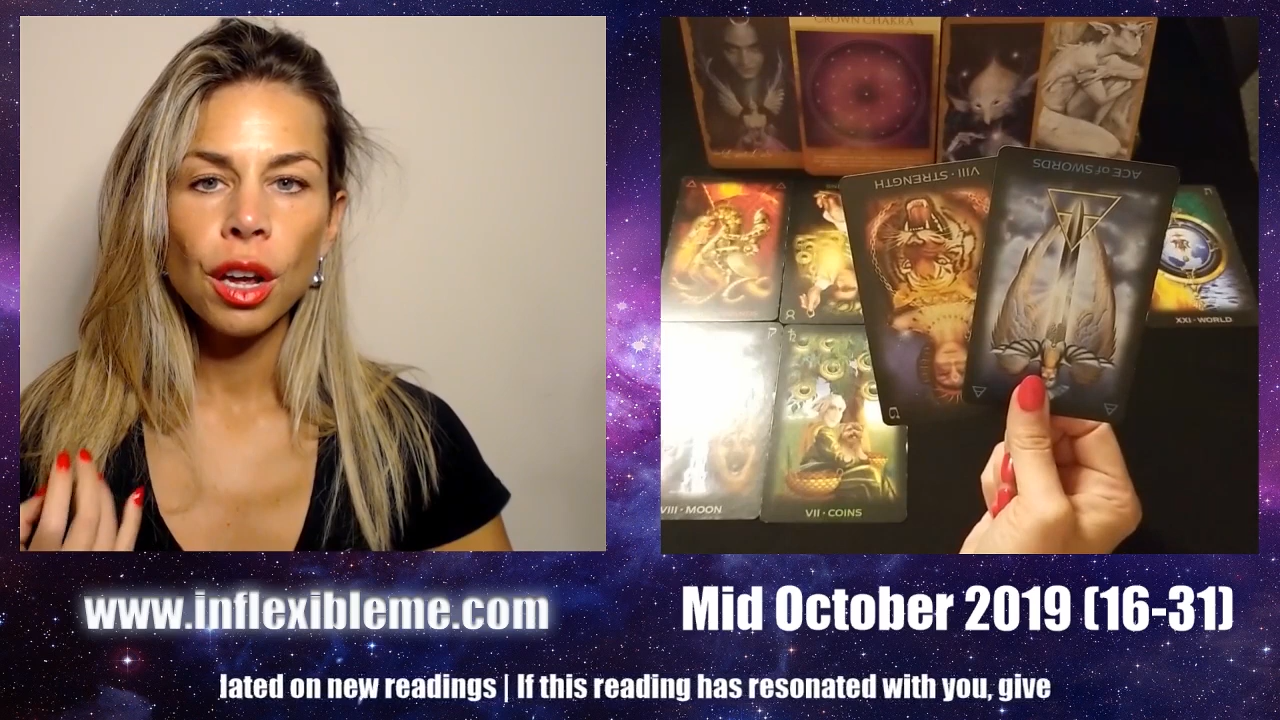 CROWN CHAKRA
VIII · STRENGTH
ACE of SWORDS
XXI · WORLD
VIII · MOON
VII · COINS
www.inflexibleme.com
Mid October 2019 (16-31)
lated on new readings | If this reading has resonated with you, give